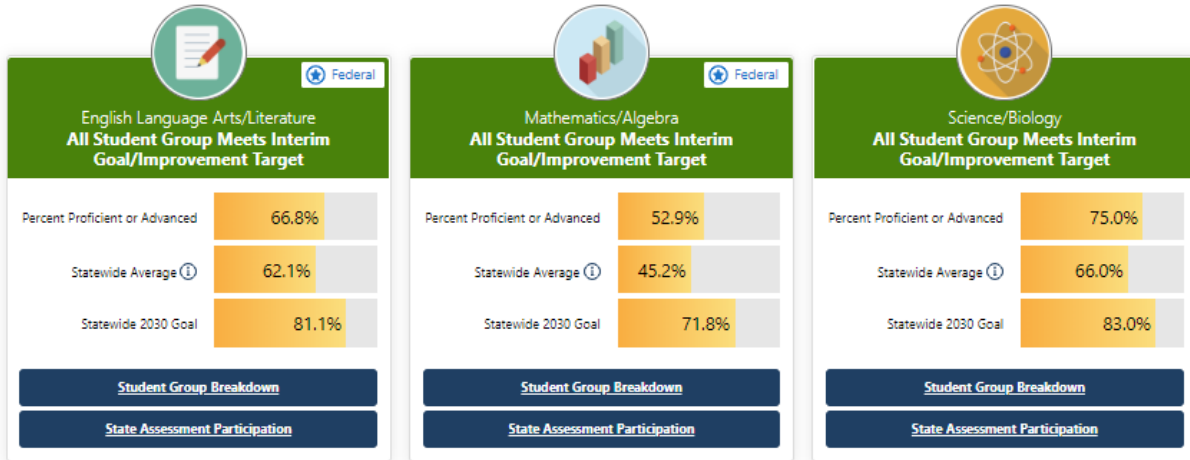 Federal
English Language Arts/Literature
All Student Group Meets Interim
Goal/Improvement Target
Percent Proficient or Advanced 66.8%
Statewide Average 62.1%
Statewide 2030 Goal 81.1%
Student Group Breakdown
State Assessment Participation
Federal
Mathematics/Algebra
All Student Group Meets Interim
Goal/Improvement Target
Percent Proficient or Advanced 52.9%
Statewide Average 45.2%
Statewide 2030 Goal 71.8%
Student Group Breakdown
State Assessment Participation
Science/Biology
All Student Group Meets Interim
Goal/Improvement Target
Percent Proficient or Advanced 75.0%
Statewide Average 66.0%
Statewide 2030 Goal 83.0%
Student Group Breakdown
State Assessment Participation